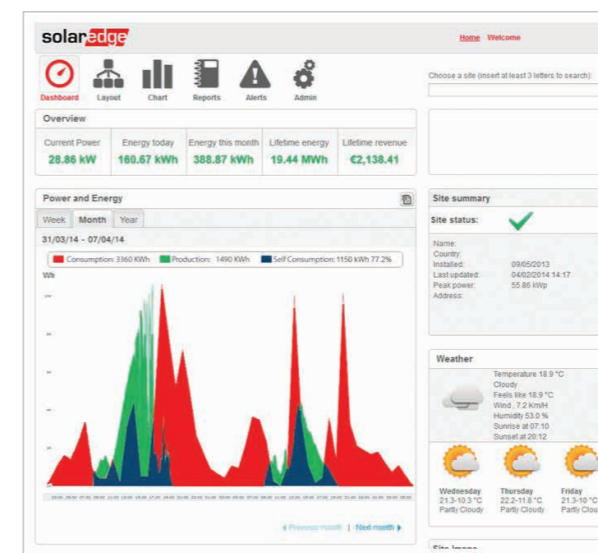 solaredge
Home Welcome
Dashboard Layout Chart Reports Alerts Admin
Choose a site (insert at least 3 letters to search):
Overview
Current Power Energy today Energy this month Lifetime energy Lifetime revenue
28.86 kW 160.67 kWh 388.87 kWh 19.44 MWh €2,138.41
Power and Energy
Week Month Year
31/03/14 - 07/04/14
Consumption: 3360 KWh Production: 1490 KWh Self Consumption: 1150 kWh 77.2%
Wh
Previous month | Next month
Site summary
Site status:
Name:
Country:
Installed: 09/05/2013
Last updated: 04/02/2014 14:17
Peak power: 55.86 kWp
Address:
Weather
Temperature 18.9 °C
Cloudy
Feels like 18.9 °C
Wind , 7.2 Km/H
Humidity 53.0 %
Sunrise at 07:10
Sunset at 20:12
Wednesday Thursday Friday
21.3-10.3 °C 22.2-11.6 °C 21.3-10 °C
Partly Cloudy Partly Cloudy Partly Clou
Site Image